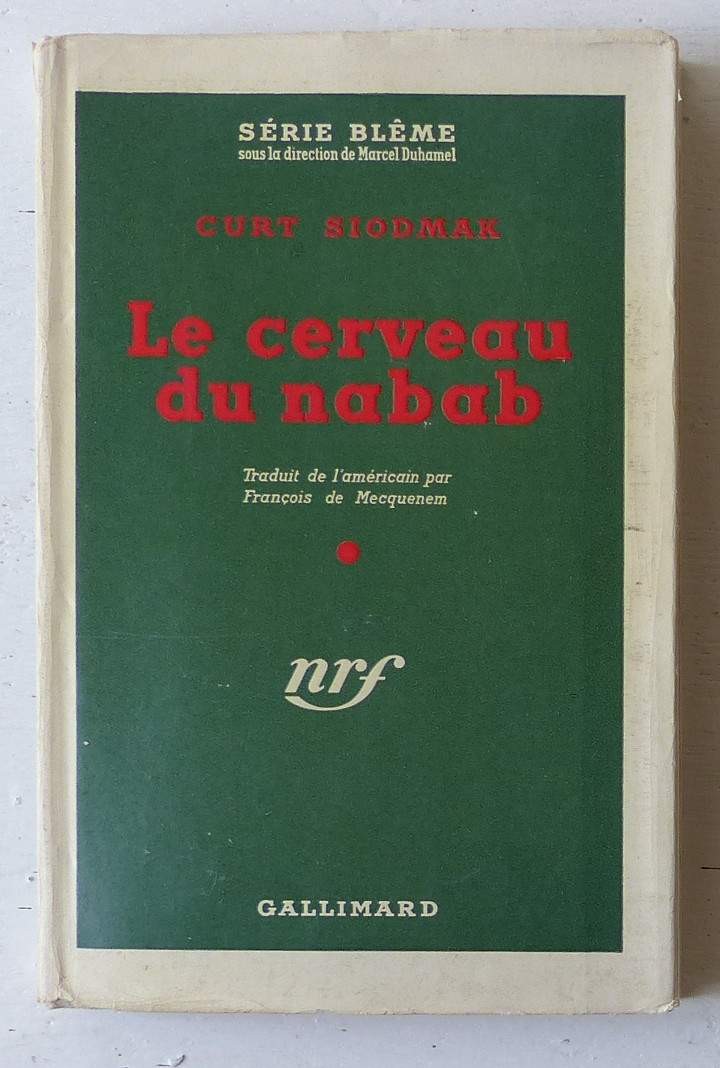 SÉRIE BLÊME
sous la direction de Marcel Duhamel
CURT SIODMAK
Le cerveau
du nabab
Traduit de l'américain par
François de Mecquenem
nrf
GALLIMARD